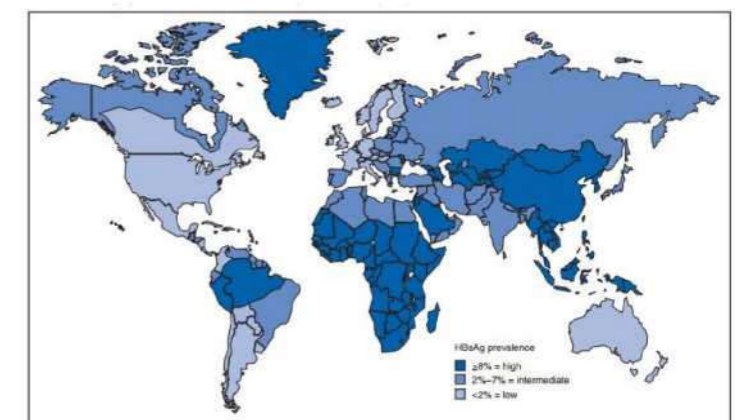 HBsAg prevalence
≥8% = high
2%–7% = intermediate
<2% = low